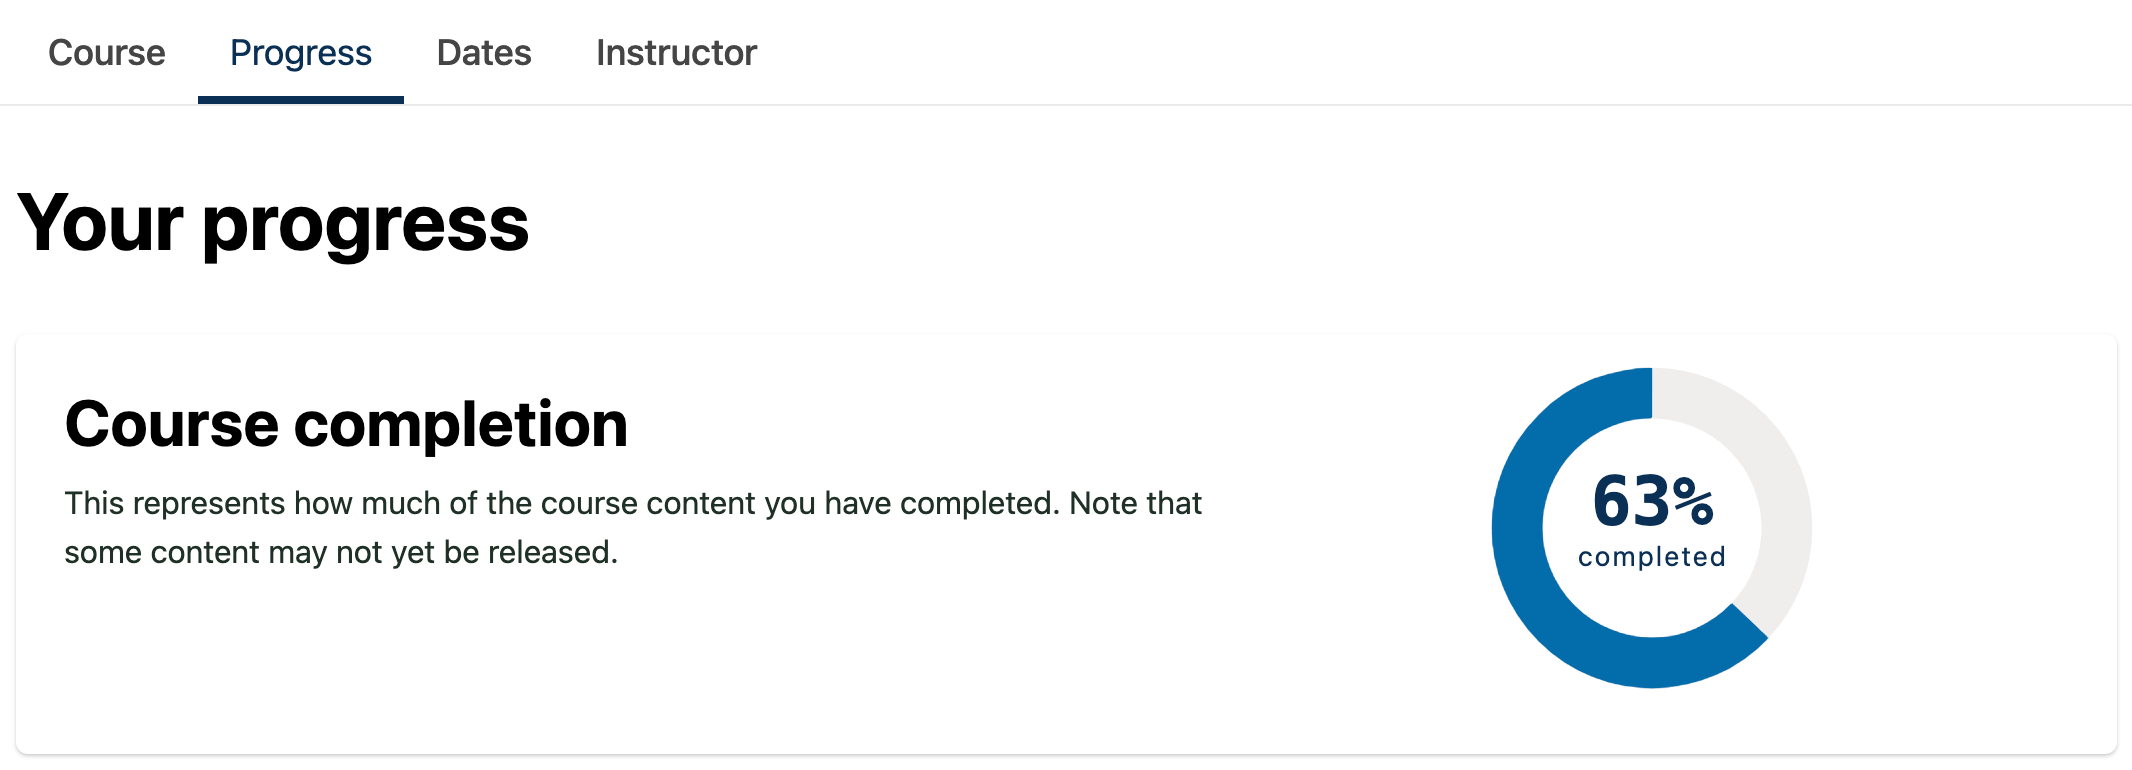 Course Progress Dates Instructor
Your progress
Course completion
This represents how much of the course content you have completed. Note that
some content may not yet be released.
63%
completed